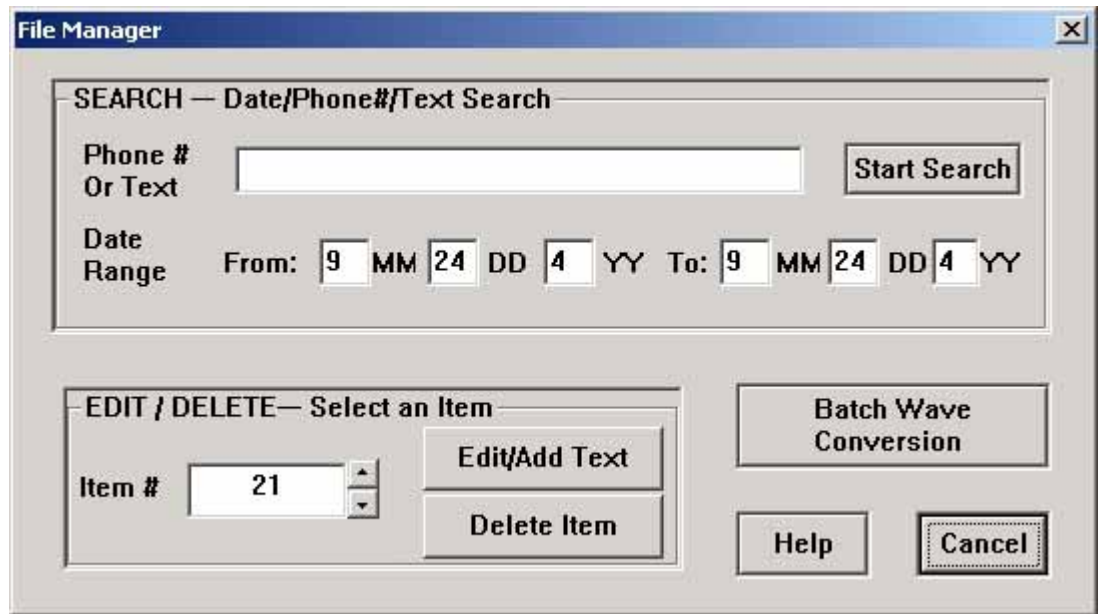 File Manager
SEARCH — Date/Phone#/Text Search
Phone #
Or Text
Start Search
Date
Range
From: 9 MM 24 DD 4 YY To: 9 MM 24 DD 4 YY
EDIT / DELETE— Select an Item
Item # 21
Edit/Add Text
Delete Item
Batch Wave
Conversion
Help
Cancel